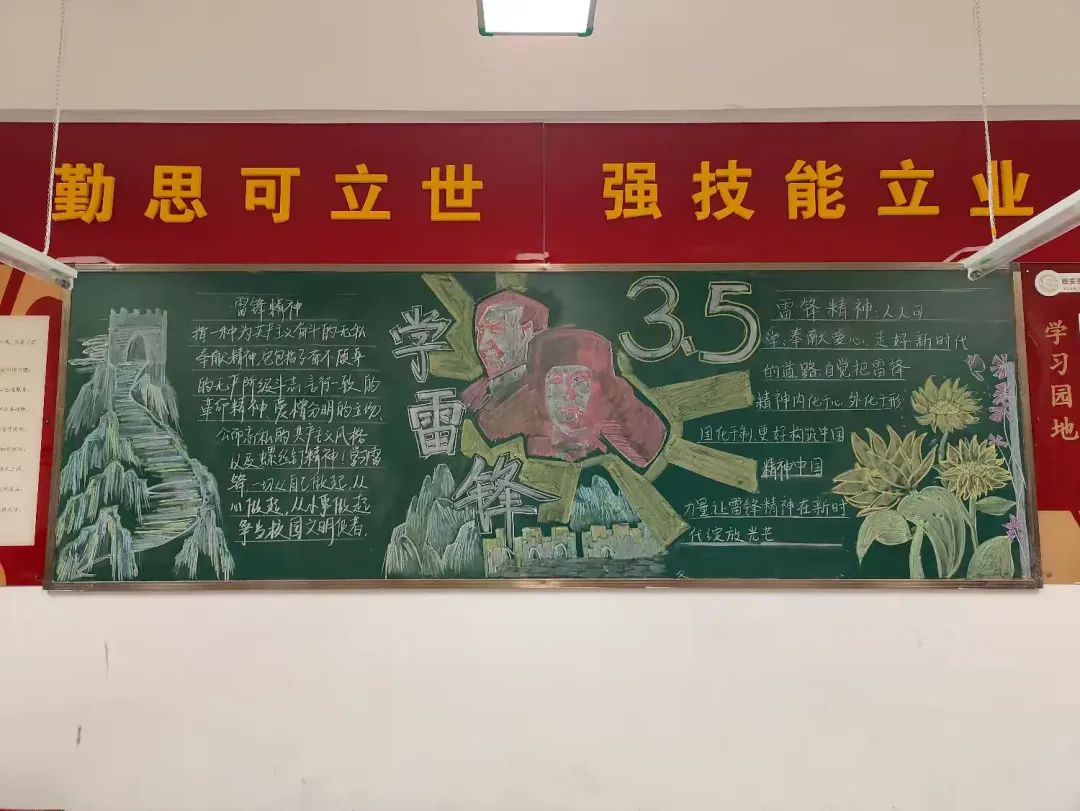 勤思可立世
强技能立业
雷锋精神
指一种为共产主义奋斗的无私
奉献精神,它包括了奋不顾身
的无产阶级斗志,言行一致的
革命精神,爱憎分明的立场
公而忘私的共产主义风格
以及螺丝钉精神!学习雷
锋一切从自己做起,从
心做起,从小事做起
争当校园文明使者.
学雷锋
3.5
雷锋精神:人人可
学,奉献爱心,走好新时代
的道路,自觉把雷锋
精神内化于心,外化于形
固化于制,更好构筑中国
精神中国
力量让雷锋精神在新时
代绽放光芒
西安
学习园地